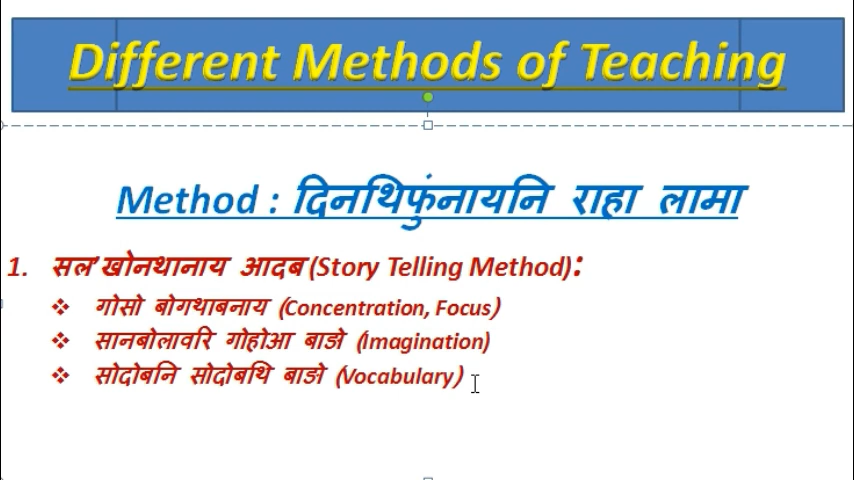 Different Methods of Teaching
Method : दिनथिफुंनायनि राहा लामा
1. सल'खोनथानाय आदब (Story Telling Method):
❖ गोसो बोगथाबनाय (Concentration, Focus)
❖ सानबोलावरि गोहोआ बाङो (Imagination)
❖ सोदोबनि सोदोबथि बाङो (Vocabulary)